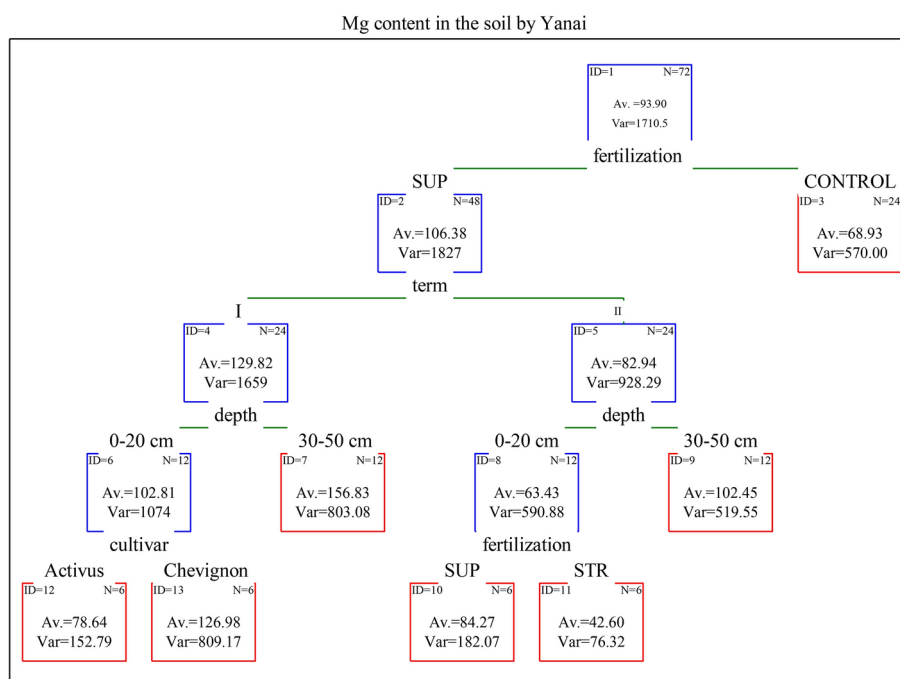 Mg content in the soil by Yanai
ID=1 N=72
Av. =93.90
Var=1710.5
fertilization
SUP CONTROL
ID=2 N=48 ID=3 N=24
Av.=106.38 Av.=68.93
Var=1827 Var=570.00
term
I II
ID=4 N=24 ID=5 N=24
Av.=129.82 Av.=82.94
Var=1659 Var=928.29
depth depth
0-20 cm 30-50 cm 0-20 cm 30-50 cm
ID=6 N=12 ID=7 N=12 ID=8 N=12 ID=9 N=12
Av.=102.81 Av.=156.83 Av.=63.43 Av.=102.45
Var=1074 Var=803.08 Var=590.88 Var=519.55
cultivar fertilization
Activus Chevignon SUP STR
ID=12 N=6 ID=13 N=6 ID=10 N=6 ID=11 N=6
Av.=78.64 Av.=126.98 Av.=84.27 Av.=42.60
Var=152.79 Var=809.17 Var=182.07 Var=76.32